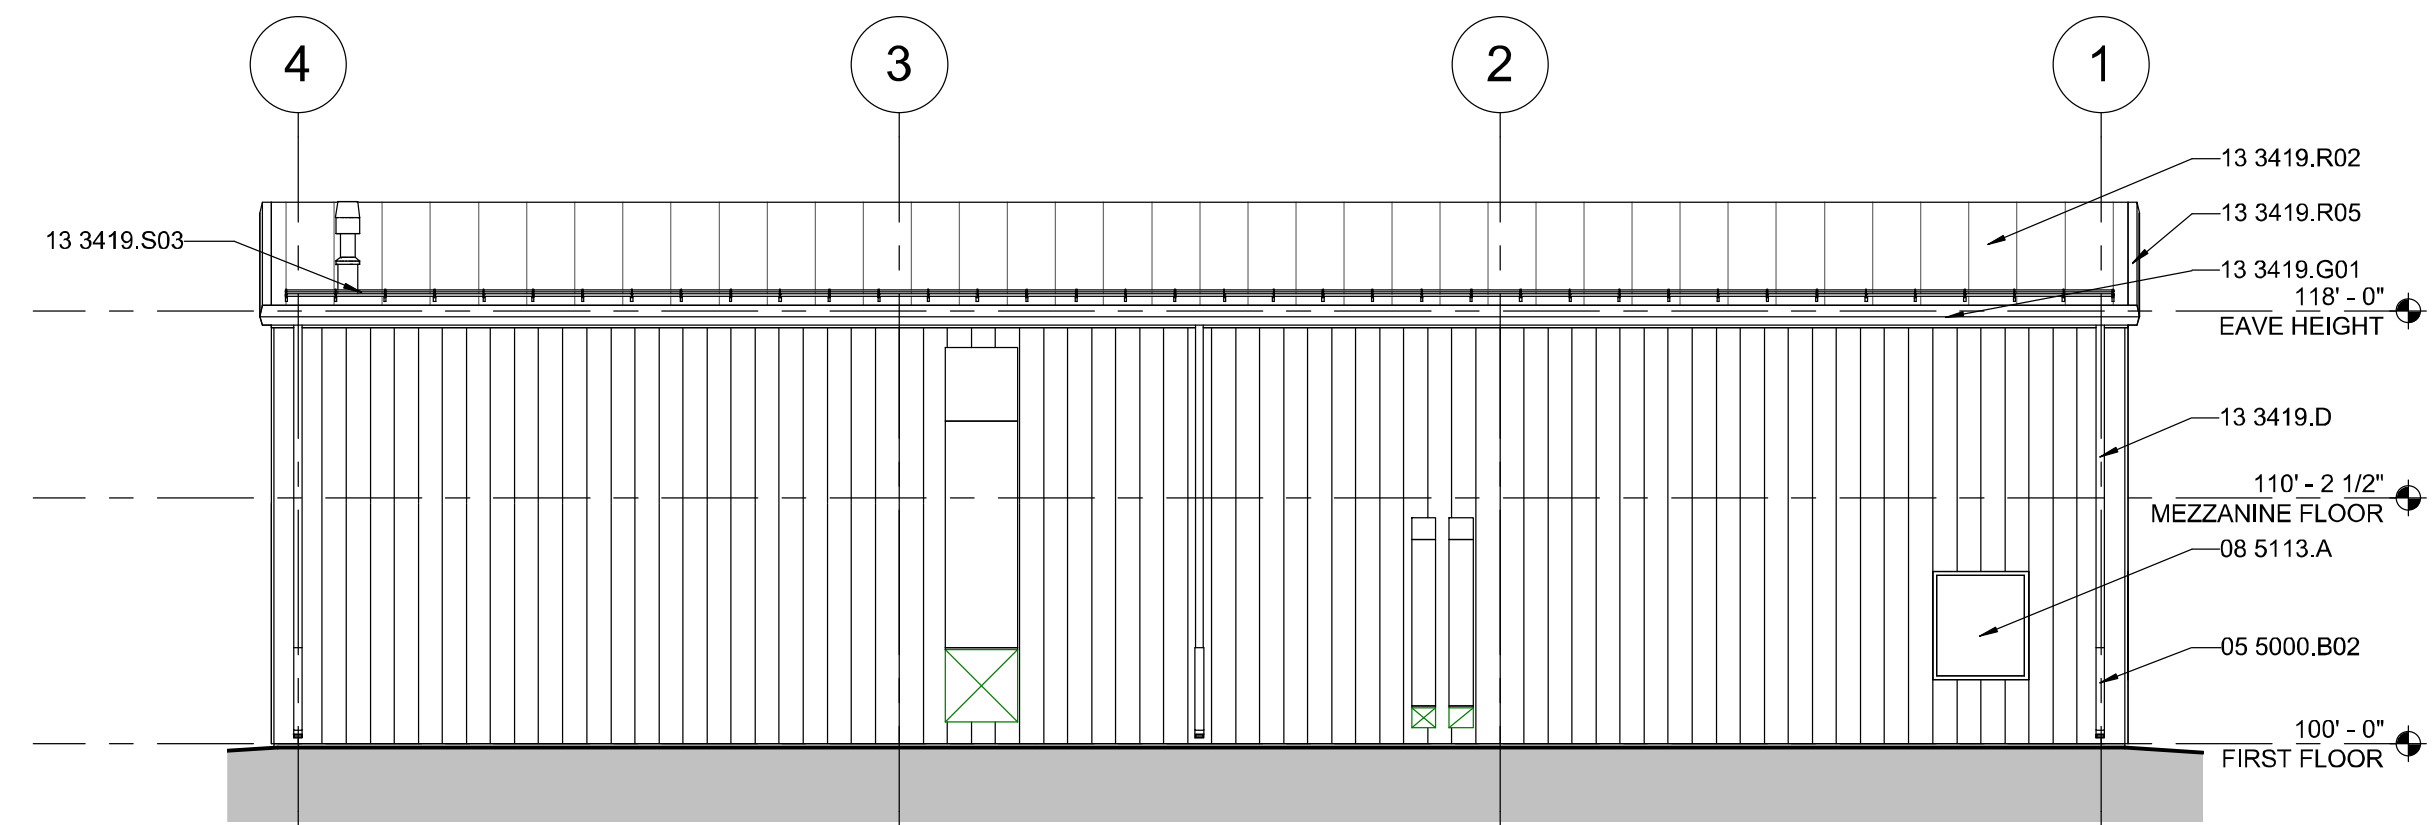 4
3
2
1
13 3419.R02
13 3419.R05
13 3419.S03
13 3419.G01
118' - 0"
EAVE HEIGHT
13 3419.D
110' - 2 1/2"
MEZZANINE FLOOR
08 5113.A
05 5000.B02
100' - 0"
FIRST FLOOR